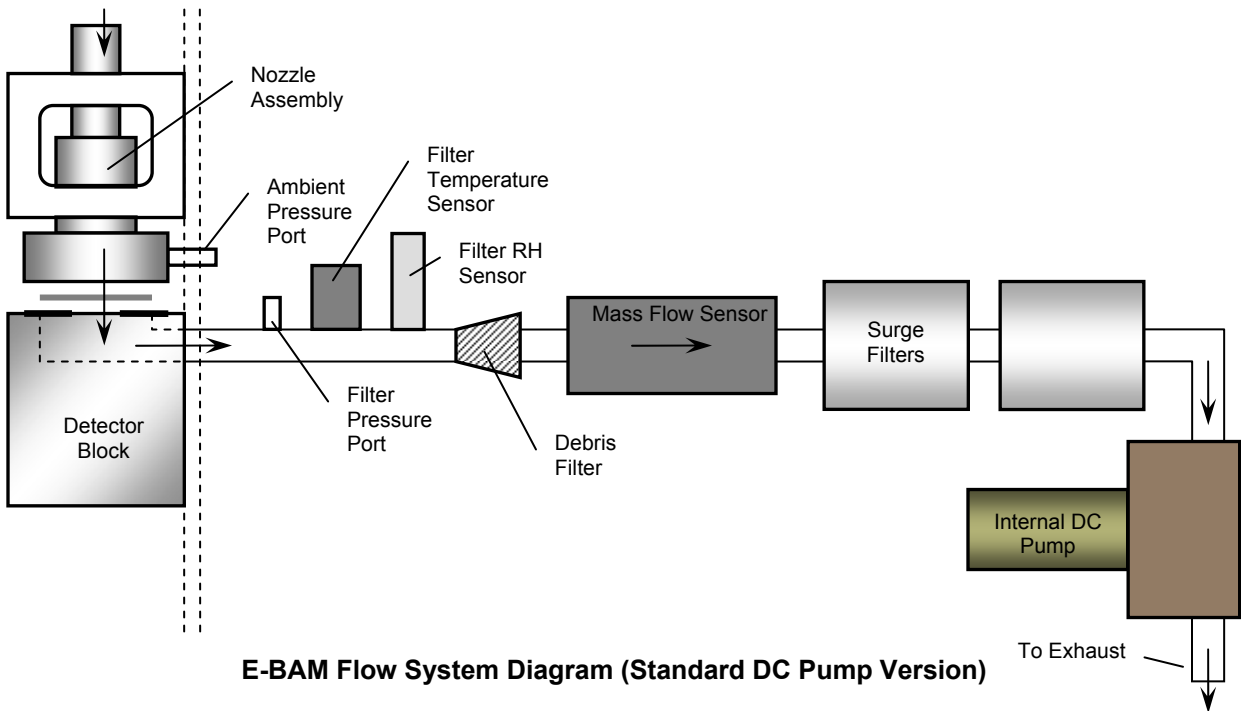 Nozzle
Assembly
Ambient
Pressure
Port
Filter
Temperature
Sensor
Filter RH
Sensor
Mass Flow Sensor
Surge
Filters
Detector
Block
Filter
Pressure
Port
Debris
Filter
Internal DC
Pump
To Exhaust
E-BAM Flow System Diagram (Standard DC Pump Version)